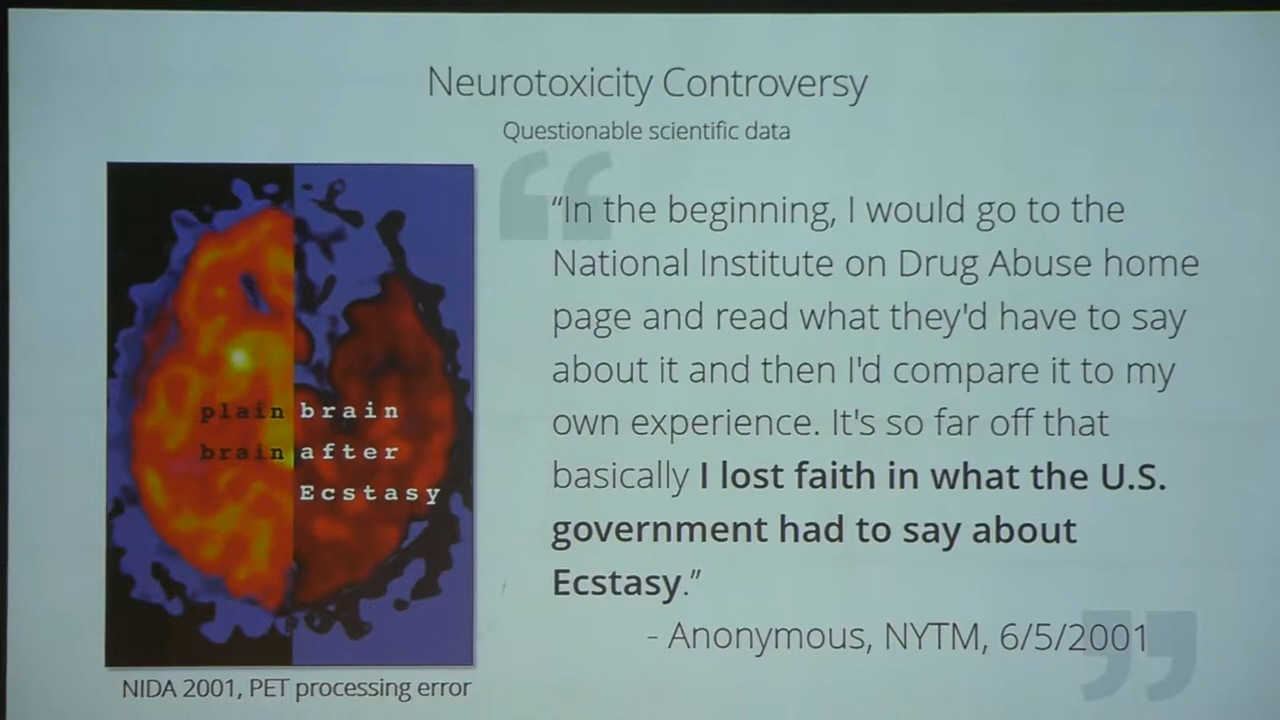 Neurotoxicity Controversy
Questionable scientific data
“In the beginning, I would go to the
National Institute on Drug Abuse home
page and read what they'd have to say
about it and then I'd compare it to my
own experience. It's so far off that
basically I lost faith in what the U.S.
government had to say about
Ecstasy.”
- Anonymous, NYTM, 6/5/2001
plain brain
brain after
Ecstasy
NIDA 2001, PET processing error